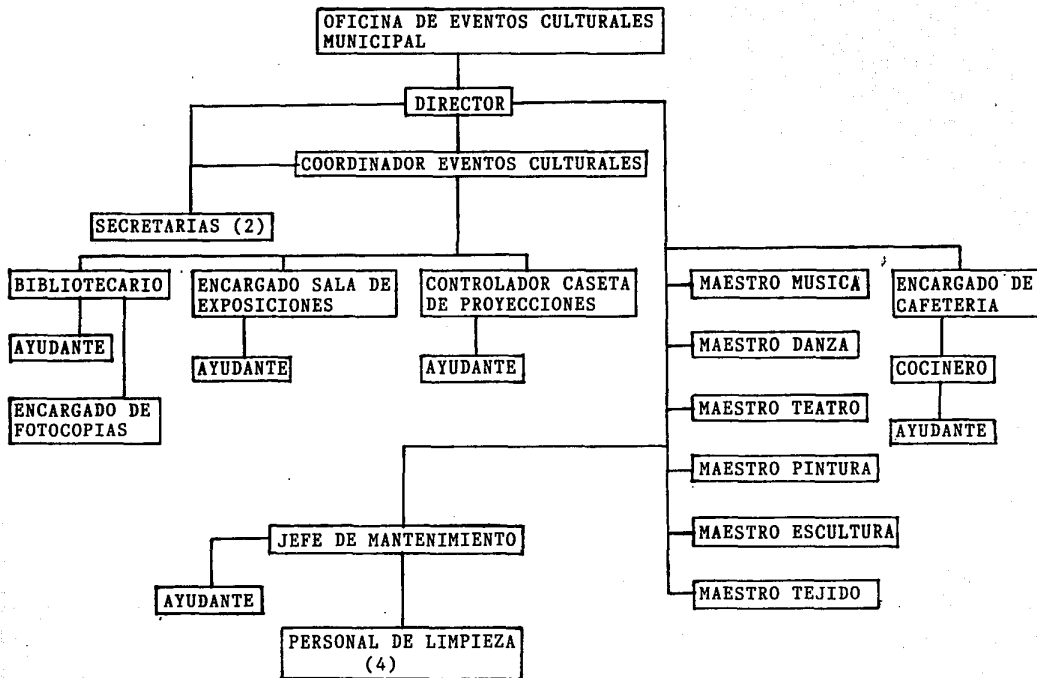 OFICINA DE EVENTOS CULTURALES
MUNICIPAL
DIRECTOR
COORDINADOR EVENTOS CULTURALES
SECRETARIAS (2)
BIBLIOTECARIO
AYUDANTE
ENCARGADO DE
FOTOCOPIAS
ENCARGADO SALA DE
EXPOSICIONES
AYUDANTE
CONTROLADOR CASETA
DE PROYECCIONES
AYUDANTE
MAESTRO MUSICA
MAESTRO DANZA
MAESTRO TEATRO
MAESTRO PINTURA
MAESTRO ESCULTURA
MAESTRO TEJIDO
ENCARGADO DE
CAFETERIA
COCINERO
AYUDANTE
JEFE DE MANTENIMIENTO
AYUDANTE
PERSONAL DE LIMPIEZA
(4)